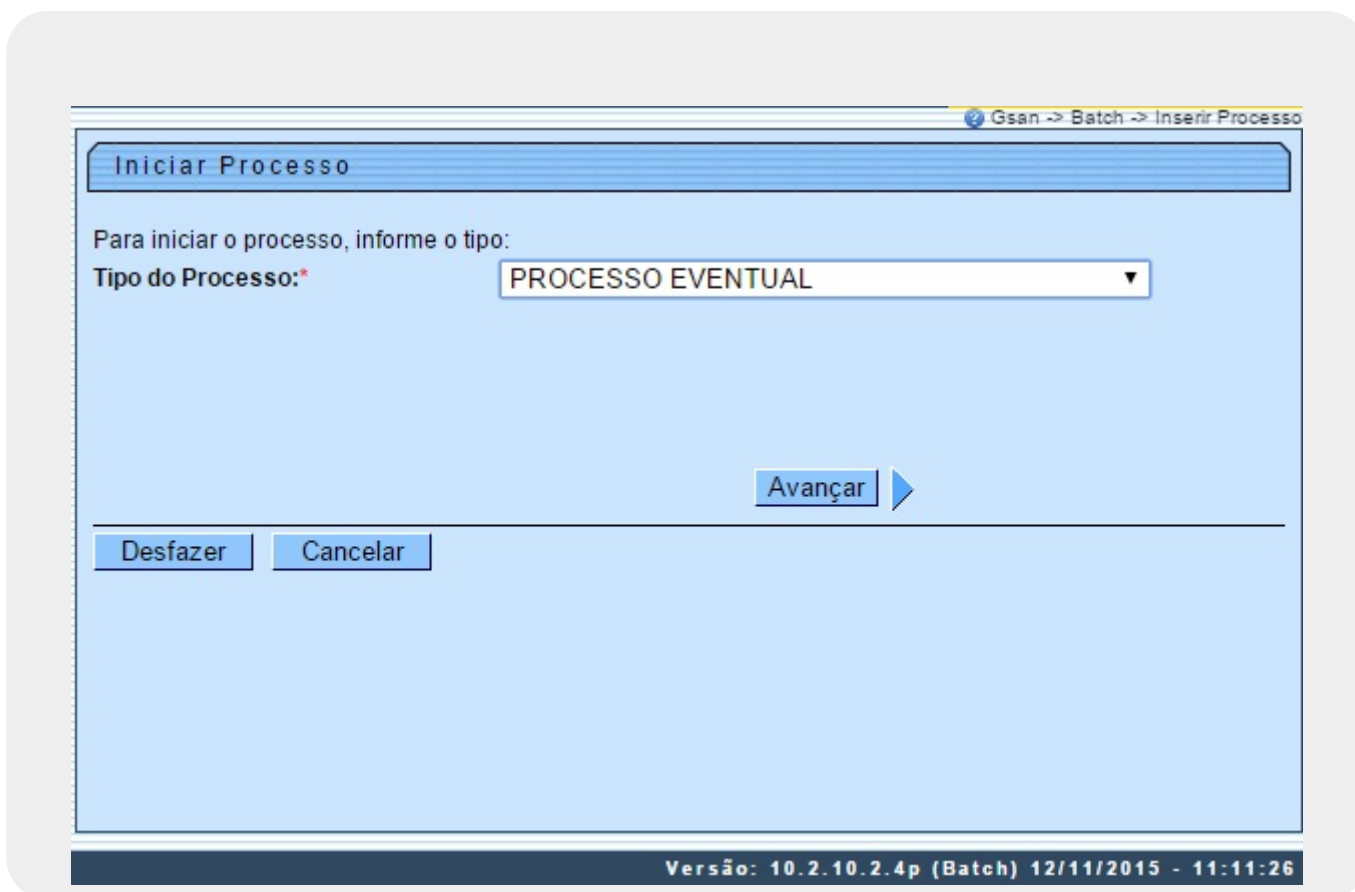 Gsan -> Batch -> Inserir Processo
Iniciar Processo
Para iniciar o processo, informe o tipo:
Tipo do Processo:* PROCESSO EVENTUAL
Avançar
Desfazer Cancelar
Versão: 10.2.10.2.4p (Batch) 12/11/2015 - 11:11:26